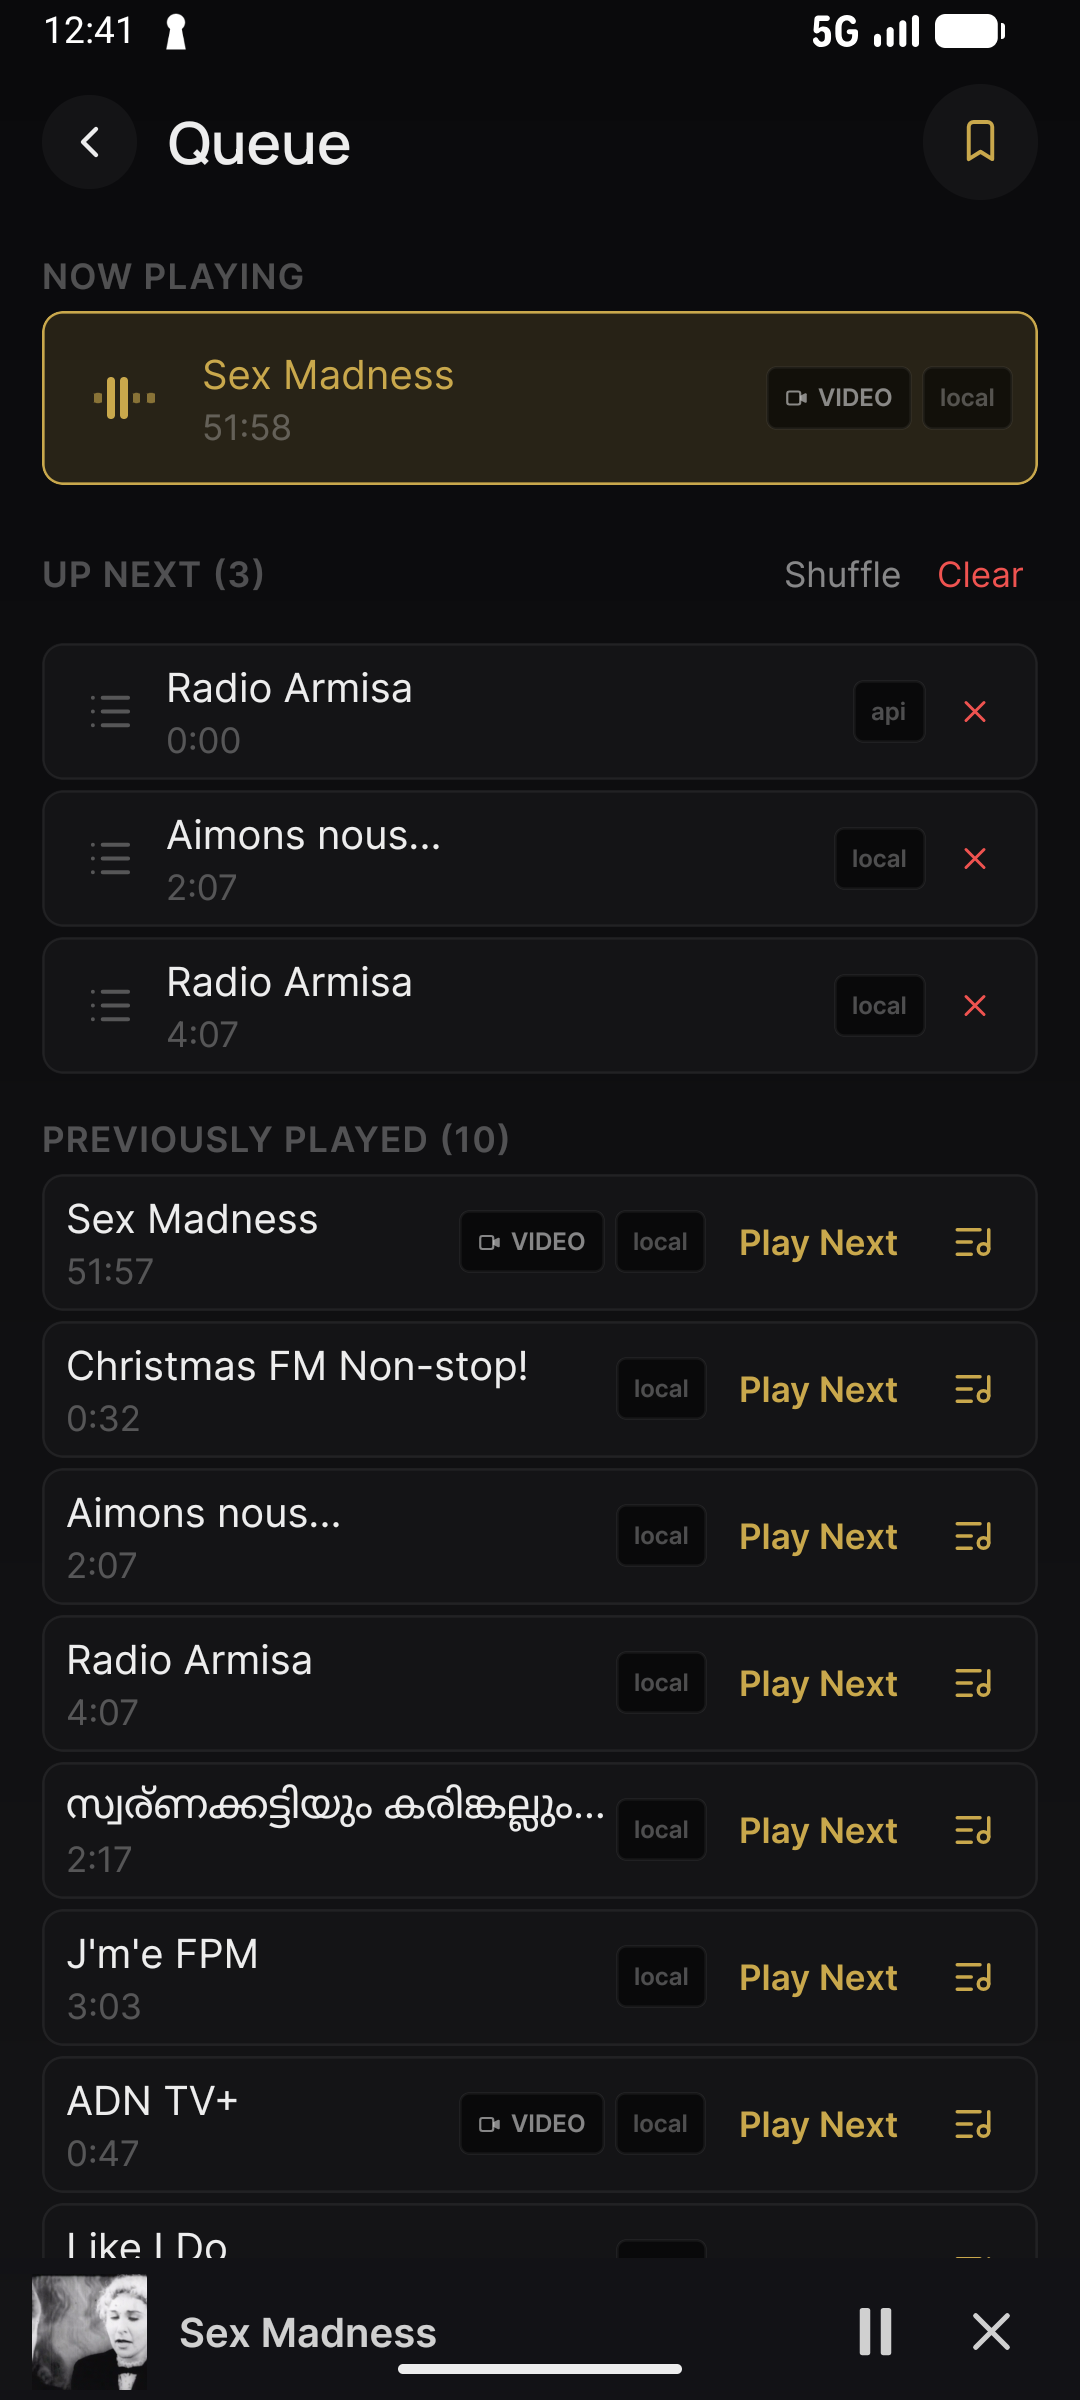 12:41
5G
Queue
NOW PLAYING
Sex Madness
51:58
VIDEO
local
UP NEXT (3)
Shuffle
Clear
Radio Armisa
0:00
api
Aimons nous...
2:07
local
Radio Armisa
4:07
local
PREVIOUSLY PLAYED (10)
Sex Madness
51:57
VIDEO
local
Play Next
Christmas FM Non-stop!
0:32
local
Play Next
Aimons nous...
2:07
local
Play Next
Radio Armisa
4:07
local
Play Next
സ്വര്ണക്കട്ടിയും കരിങ്കല്ലും...
2:17
local
Play Next
J'm'e FPM
3:03
local
Play Next
ADN TV+
0:47
VIDEO
local
Play Next
Like I Do
Sex Madness